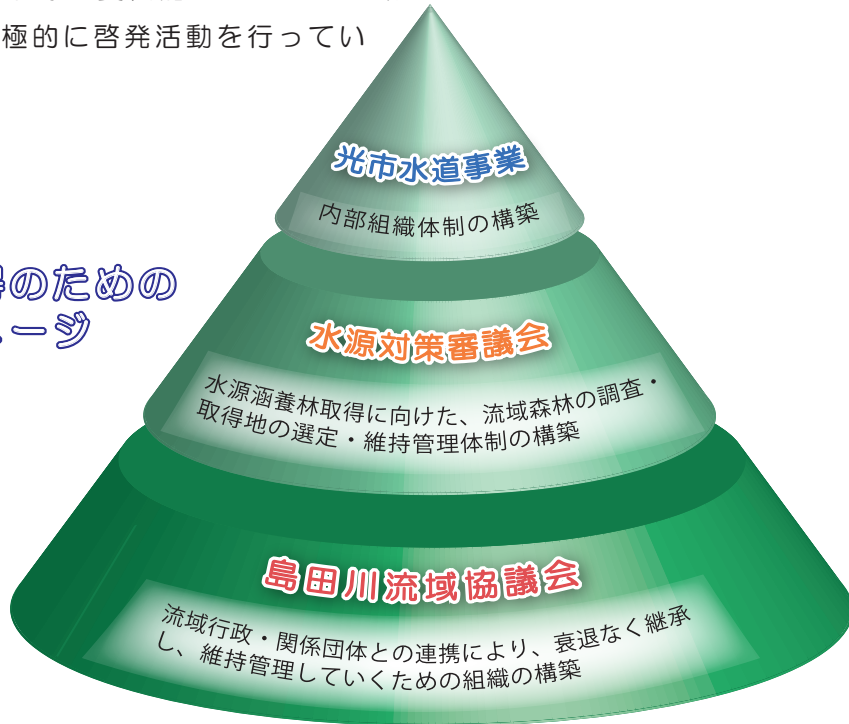 極的に啓発活動を行ってい
光市水道事業
内部組織体制の構築
のための
ージ
水源対策審議会
水源涵養林取得に向けた、流域森林の調査・
取得地の選定・維持管理体制の構築
島田川流域協議会
流域行政・関係団体との連携により、衰退なく継承
し、維持管理していくための組織の構築